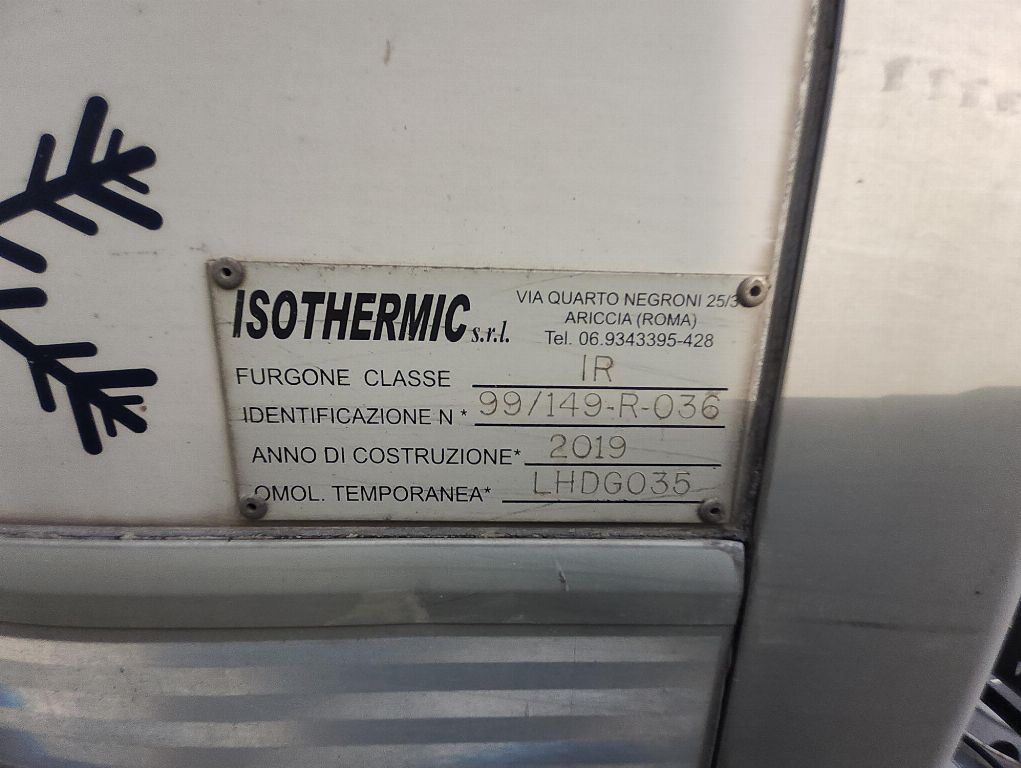 ISOTHERMIC s.r.l.
VIA QUARTO NEGRONI 25/3
ARICCIA (ROMA)
Tel. 06.9343395-428
FURGONE CLASSE IR
IDENTIFICAZIONE N* 99/149-R-036
ANNO DI COSTRUZIONE* 2019
OMOL. TEMPORANEA* LHDG035